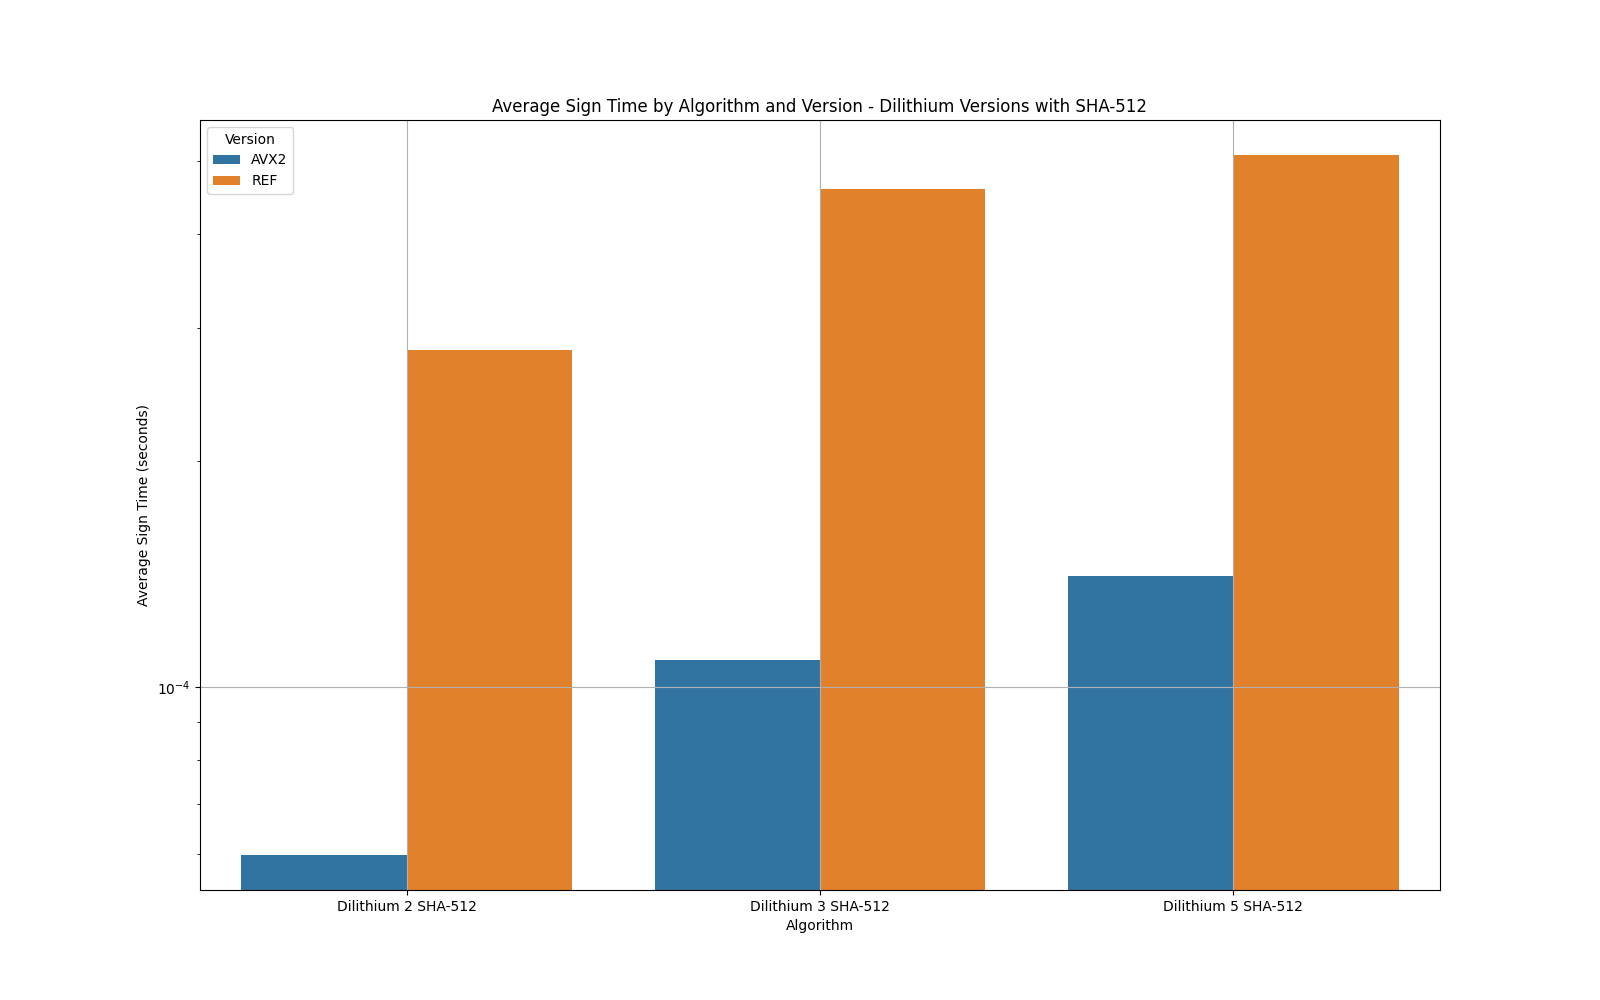 Average Sign Time by Algorithm and Version - Dilithium Versions with SHA-512
Version
AVX2
REF
Average Sign Time (seconds)
10⁻⁴
Dilithium 2 SHA-512
Dilithium 3 SHA-512
Dilithium 5 SHA-512
Algorithm